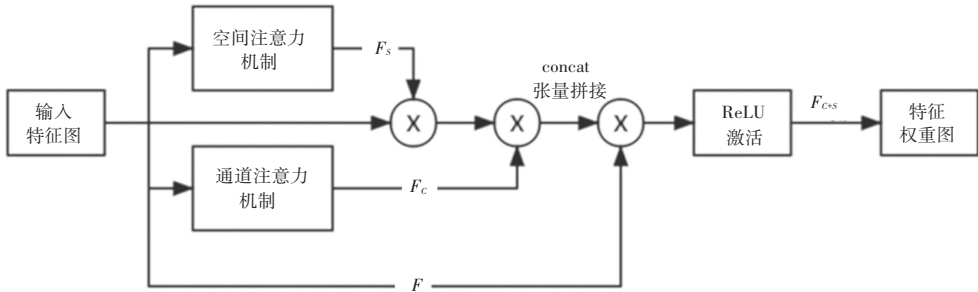 空间注意力
机制
F_S
concat
张量拼接
输入
特征图
X
X
X
ReLU
激活
F_{C+S}
特征
权重图
通道注意力
机制
F_C
F